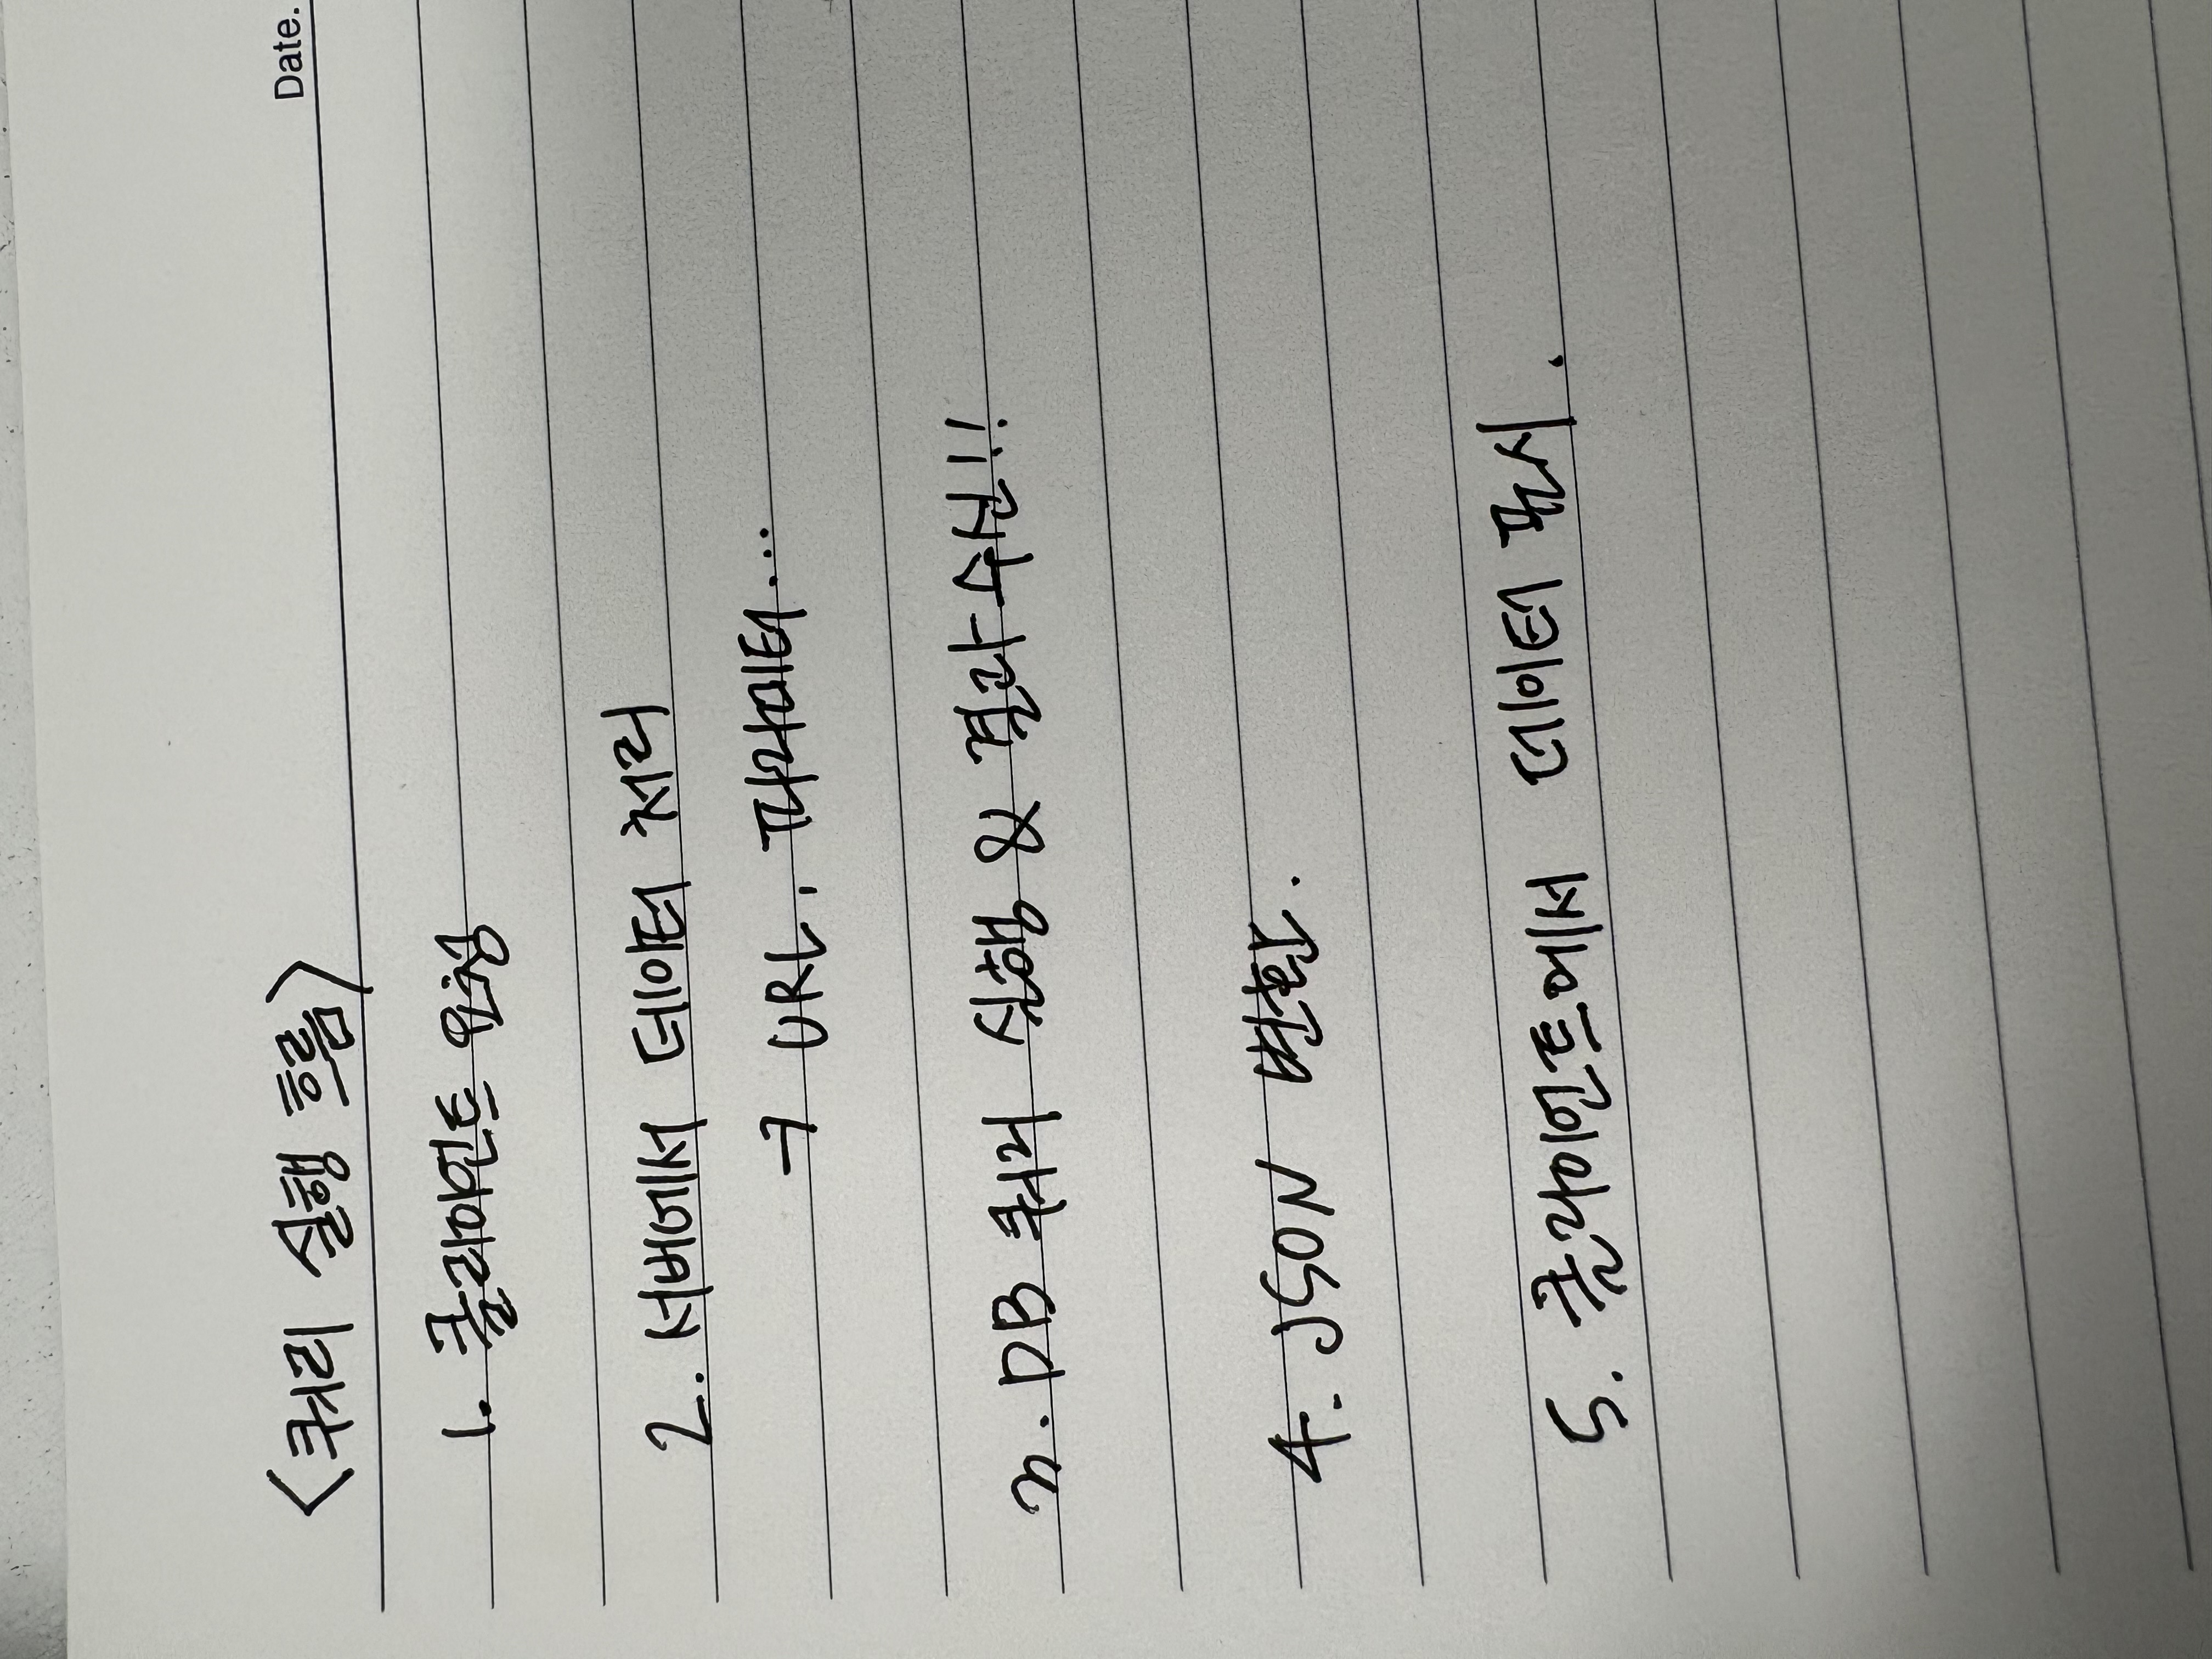 <쿼리 실행 흐름>
Date.
1. 클라이언트 요청
2. 서버에서 데이터 처리
→ URL, 파라미터...
3. DB 쿼리 실행 & 결과 수신!!
4. JSON 변환.
5. 클라이언트에서 데이터 표시.